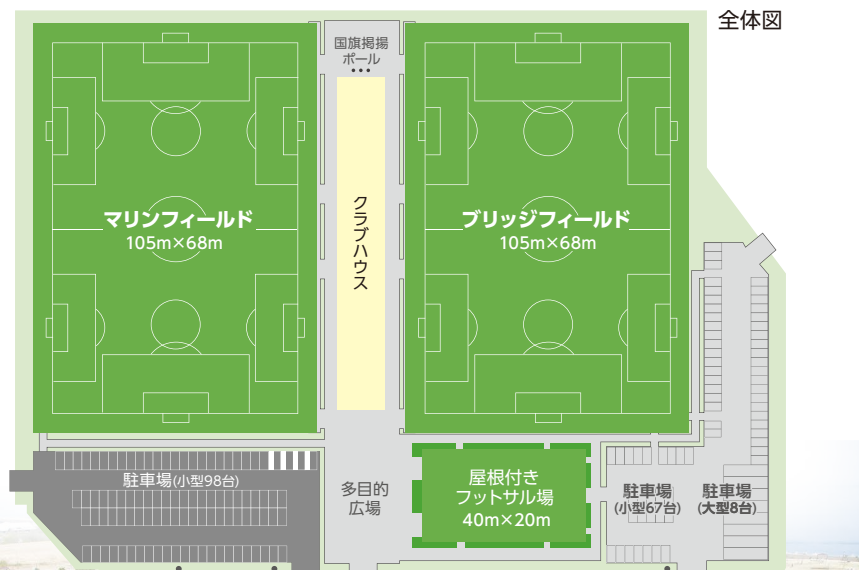 全体図
国旗掲揚
ポール
マリンフィールド
105m×68m
クラブハウス
ブリッジフィールド
105m×68m
駐車場(小型98台)
多目的
広場
屋根付き
フットサル場
40m×20m
駐車場
(小型67台)
駐車場
(大型8台)